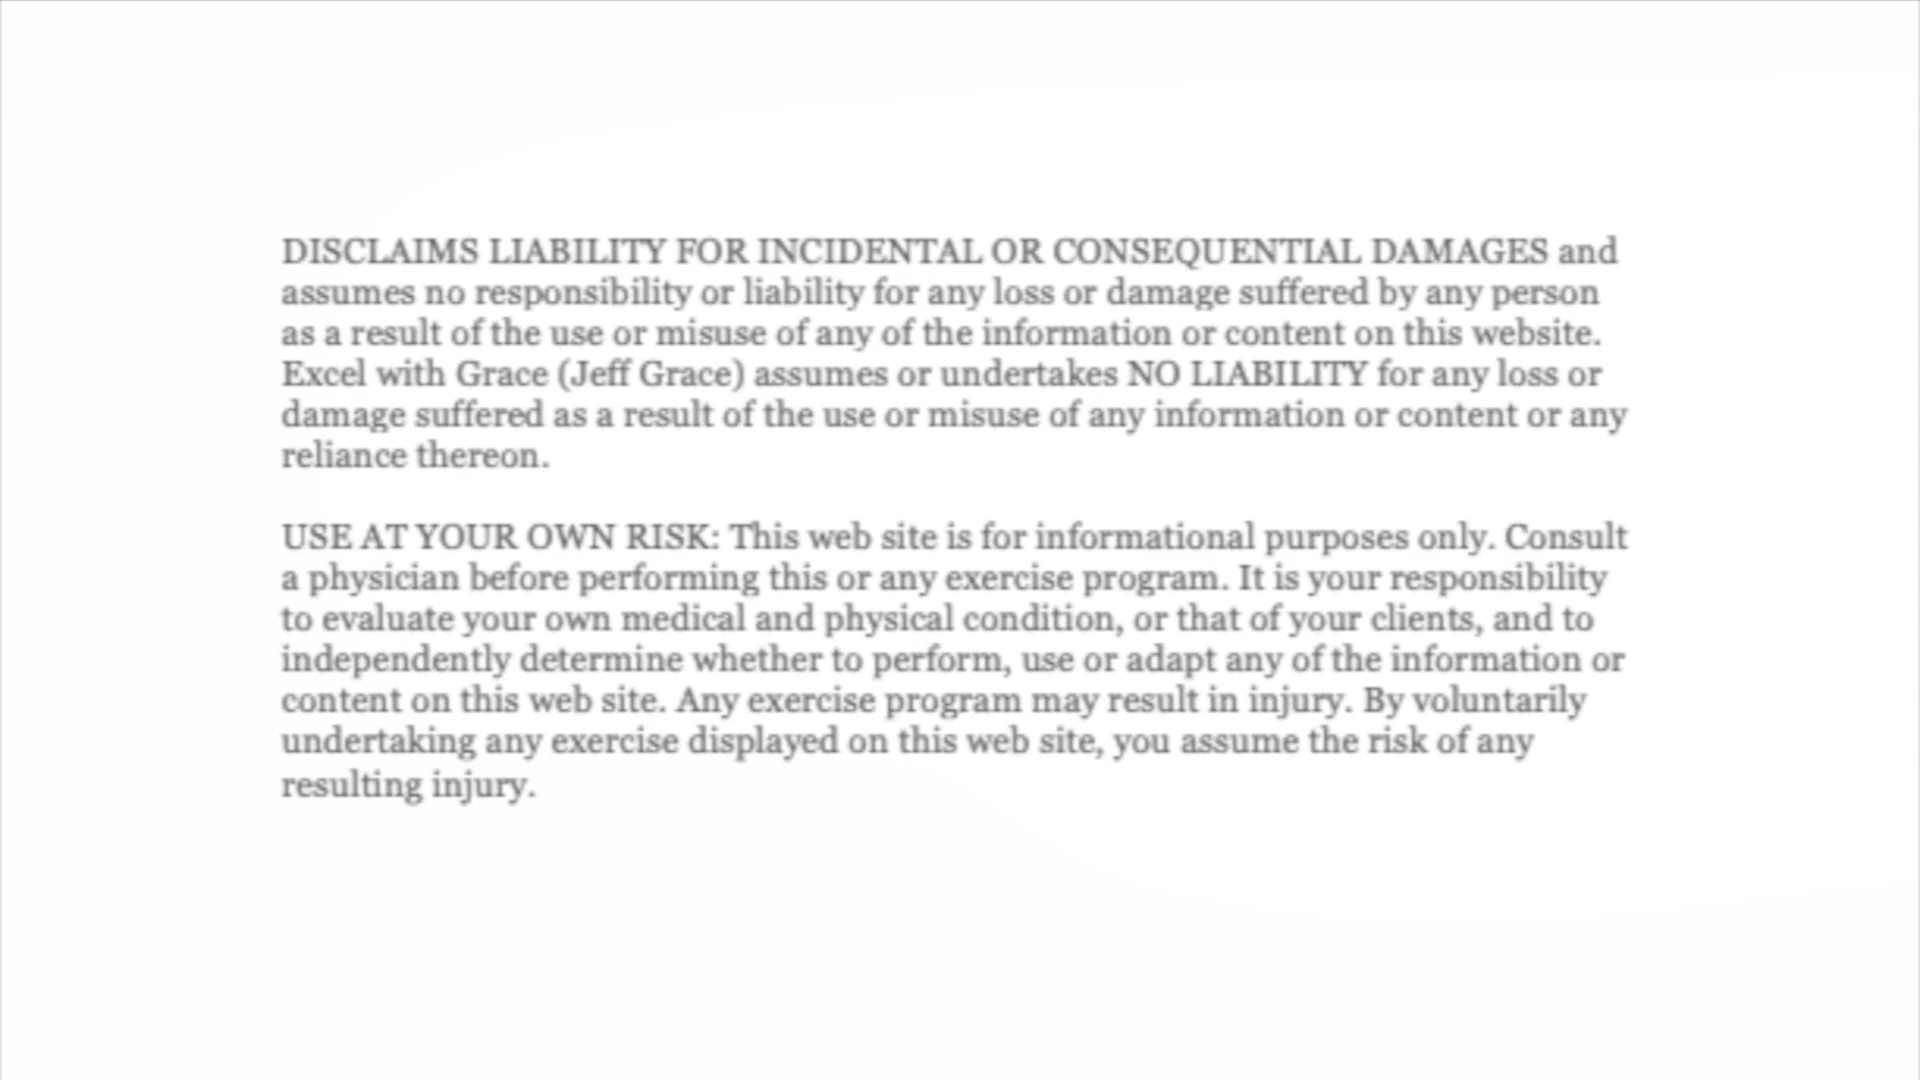 DISCLAIMS LIABILITY FOR INCIDENTAL OR CONSEQUENTIAL DAMAGES and
assumes no responsibility or liability for any loss or damage suffered by any person
as a result of the use or misuse of any of the information or content on this website.
Excel with Grace (Jeff Grace) assumes or undertakes NO LIABILITY for any loss or
damage suffered as a result of the use or misuse of any information or content or any
reliance thereon.
USE AT YOUR OWN RISK: This web site is for informational purposes only. Consult
a physician before performing this or any exercise program. It is your responsibility
to evaluate your own medical and physical condition, or that of your clients, and to
independently determine whether to perform, use or adapt any of the information or
content on this web site. Any exercise program may result in injury. By voluntarily
undertaking any exercise displayed on this web site, you assume the risk of any
resulting injury.